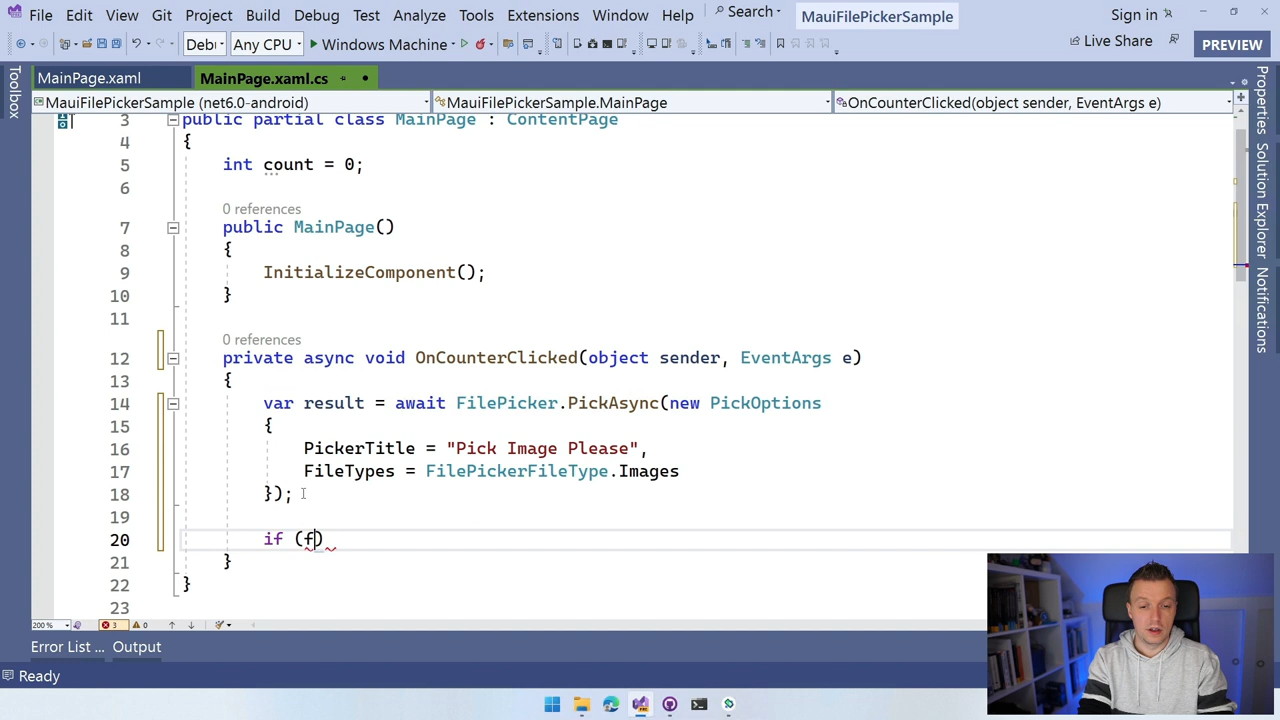 File Edit View Git Project Build Debug Test Analyze Tools Extensions Window Help Search MauiFilePickerSample Sign in
Debu Any CPU Windows Machine Live Share PREVIEW
MainPage.xaml MainPage.xaml.cs
MauiFilePickerSample (net6.0-android) MauiFilePickerSample.MainPage OnCounterClicked(object sender, EventArgs e)
Toolbox
3 public partial class MainPage : ContentPage
4 {
5 int count = 0;
6
0 references
7 public MainPage()
8 {
9 InitializeComponent();
10 }
11
0 references
12 private async void OnCounterClicked(object sender, EventArgs e)
13 {
14 var result = await FilePicker.PickAsync(new PickOptions
15 {
16 PickerTitle = "Pick Image Please",
17 FileTypes = FilePickerFileType.Images
18 });
19
20 if (f)
21 }
22 }
23
Properties
Solution Explorer
Notifications
200 % 3 0
Error List ... Output
Ready